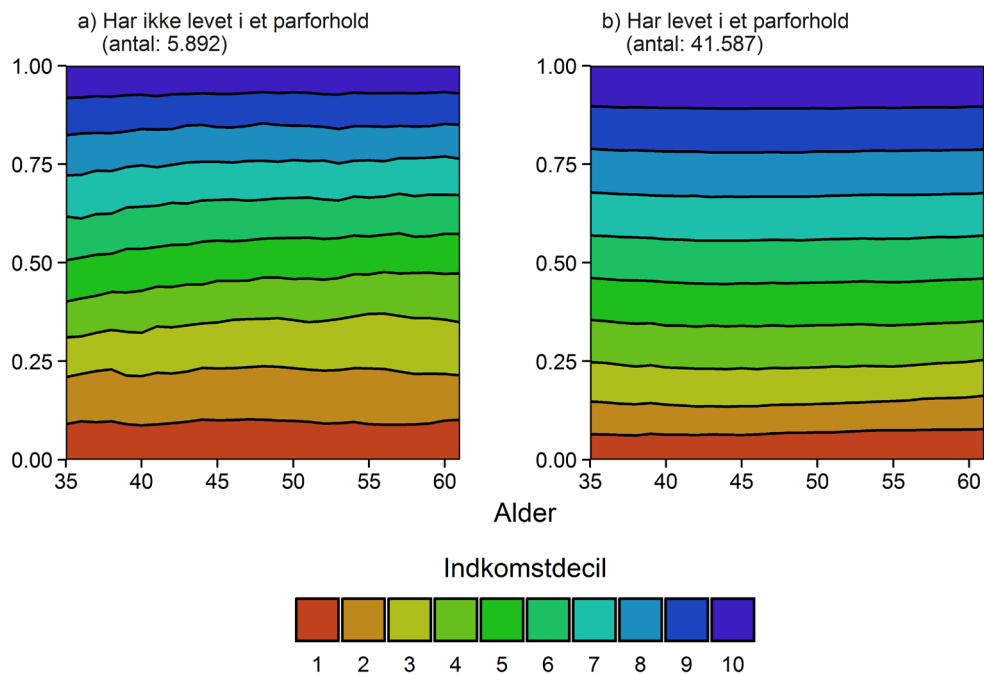 a) Har ikke levet i et parforhold
(antal: 5.892)
b) Har levet i et parforhold
(antal: 41.587)
1.00
0.75
0.50
0.25
0.00
35 40 45 50 55 60
1.00
0.75
0.50
0.25
0.00
35 40 45 50 55 60
Alder
Indkomstdecil
1 2 3 4 5 6 7 8 9 10